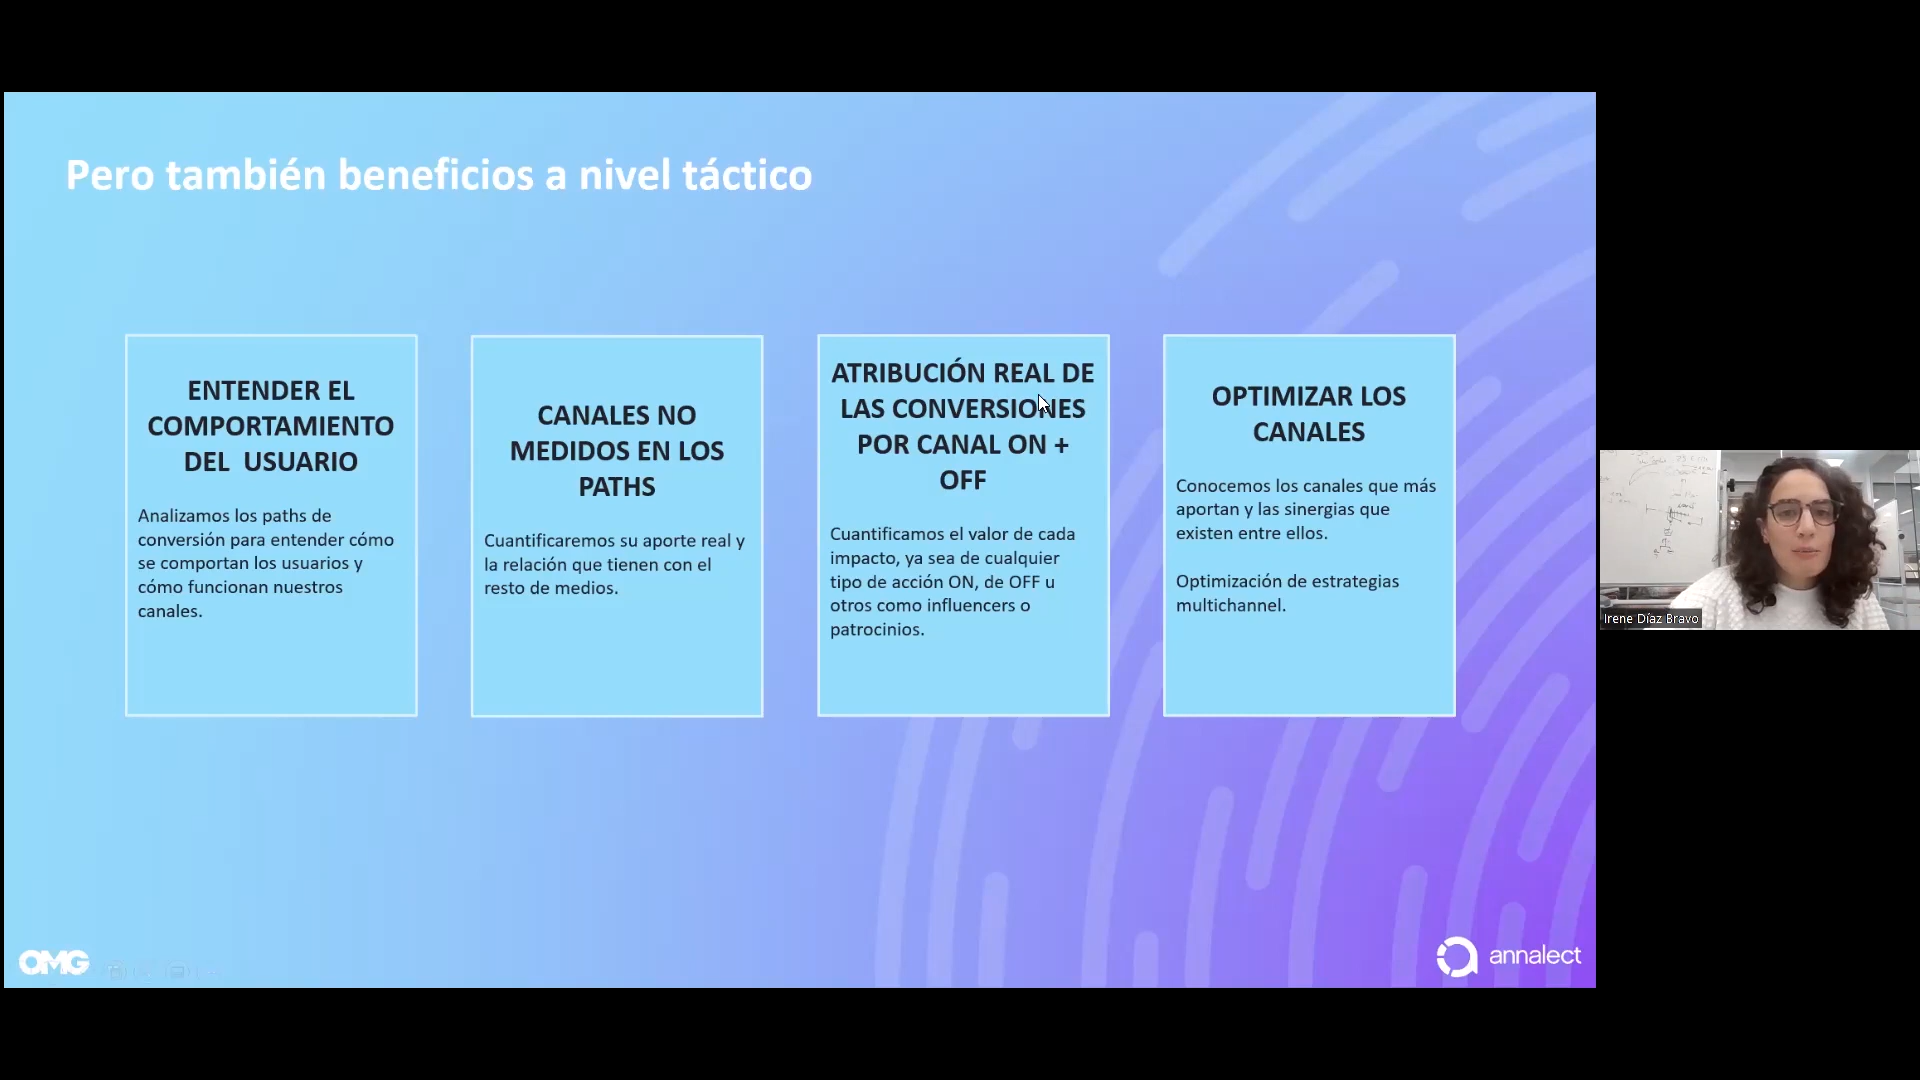 Pero también beneficios a nivel táctico
ENTENDER EL
COMPORTAMIENTO
DEL USUARIO
Analizamos los paths de
conversión para entender cómo
se comportan los usuarios y
cómo funcionan nuestros
canales.
CANALES NO
MEDIDOS EN LOS
PATHS
Cuantificaremos su aporte real y
la relación que tienen con el
resto de medios.
ATRIBUCIÓN REAL DE
LAS CONVERSIONES
POR CANAL ON +
OFF
Cuantificamos el valor de cada
impacto, ya sea de cualquier
tipo de acción ON, de OFF u
otros como influencers o
patrocinios.
OPTIMIZAR LOS
CANALES
Conocemos los canales que más
aportan y las sinergias que
existen entre ellos.
Optimización de estrategias
multichannel.
Irene Díaz Bravo
OMG
annalect